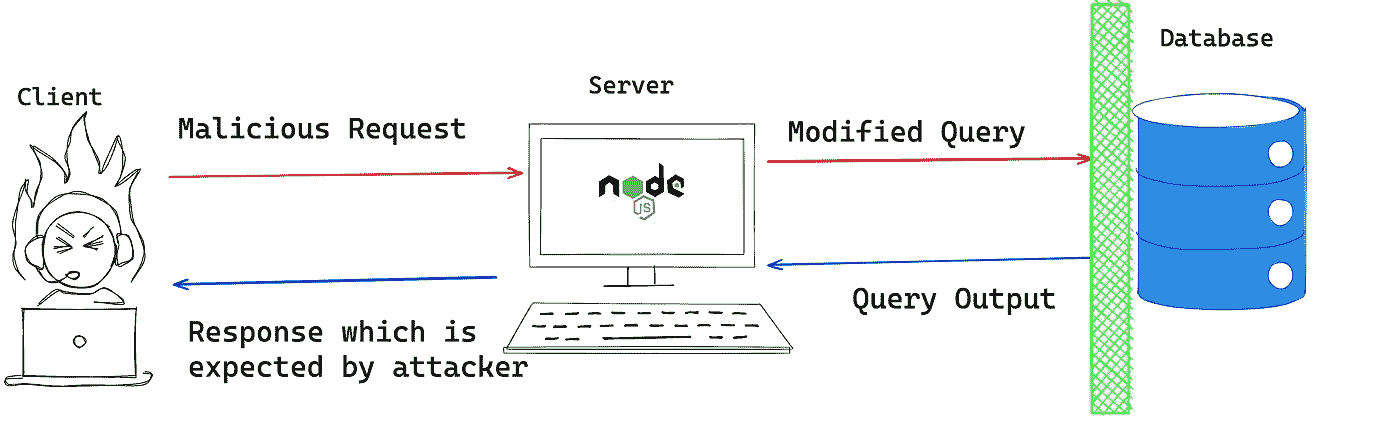 Database
Server
Client
Malicious Request
Modified Query
node
JS
Query Output
Response which is
expected by attacker